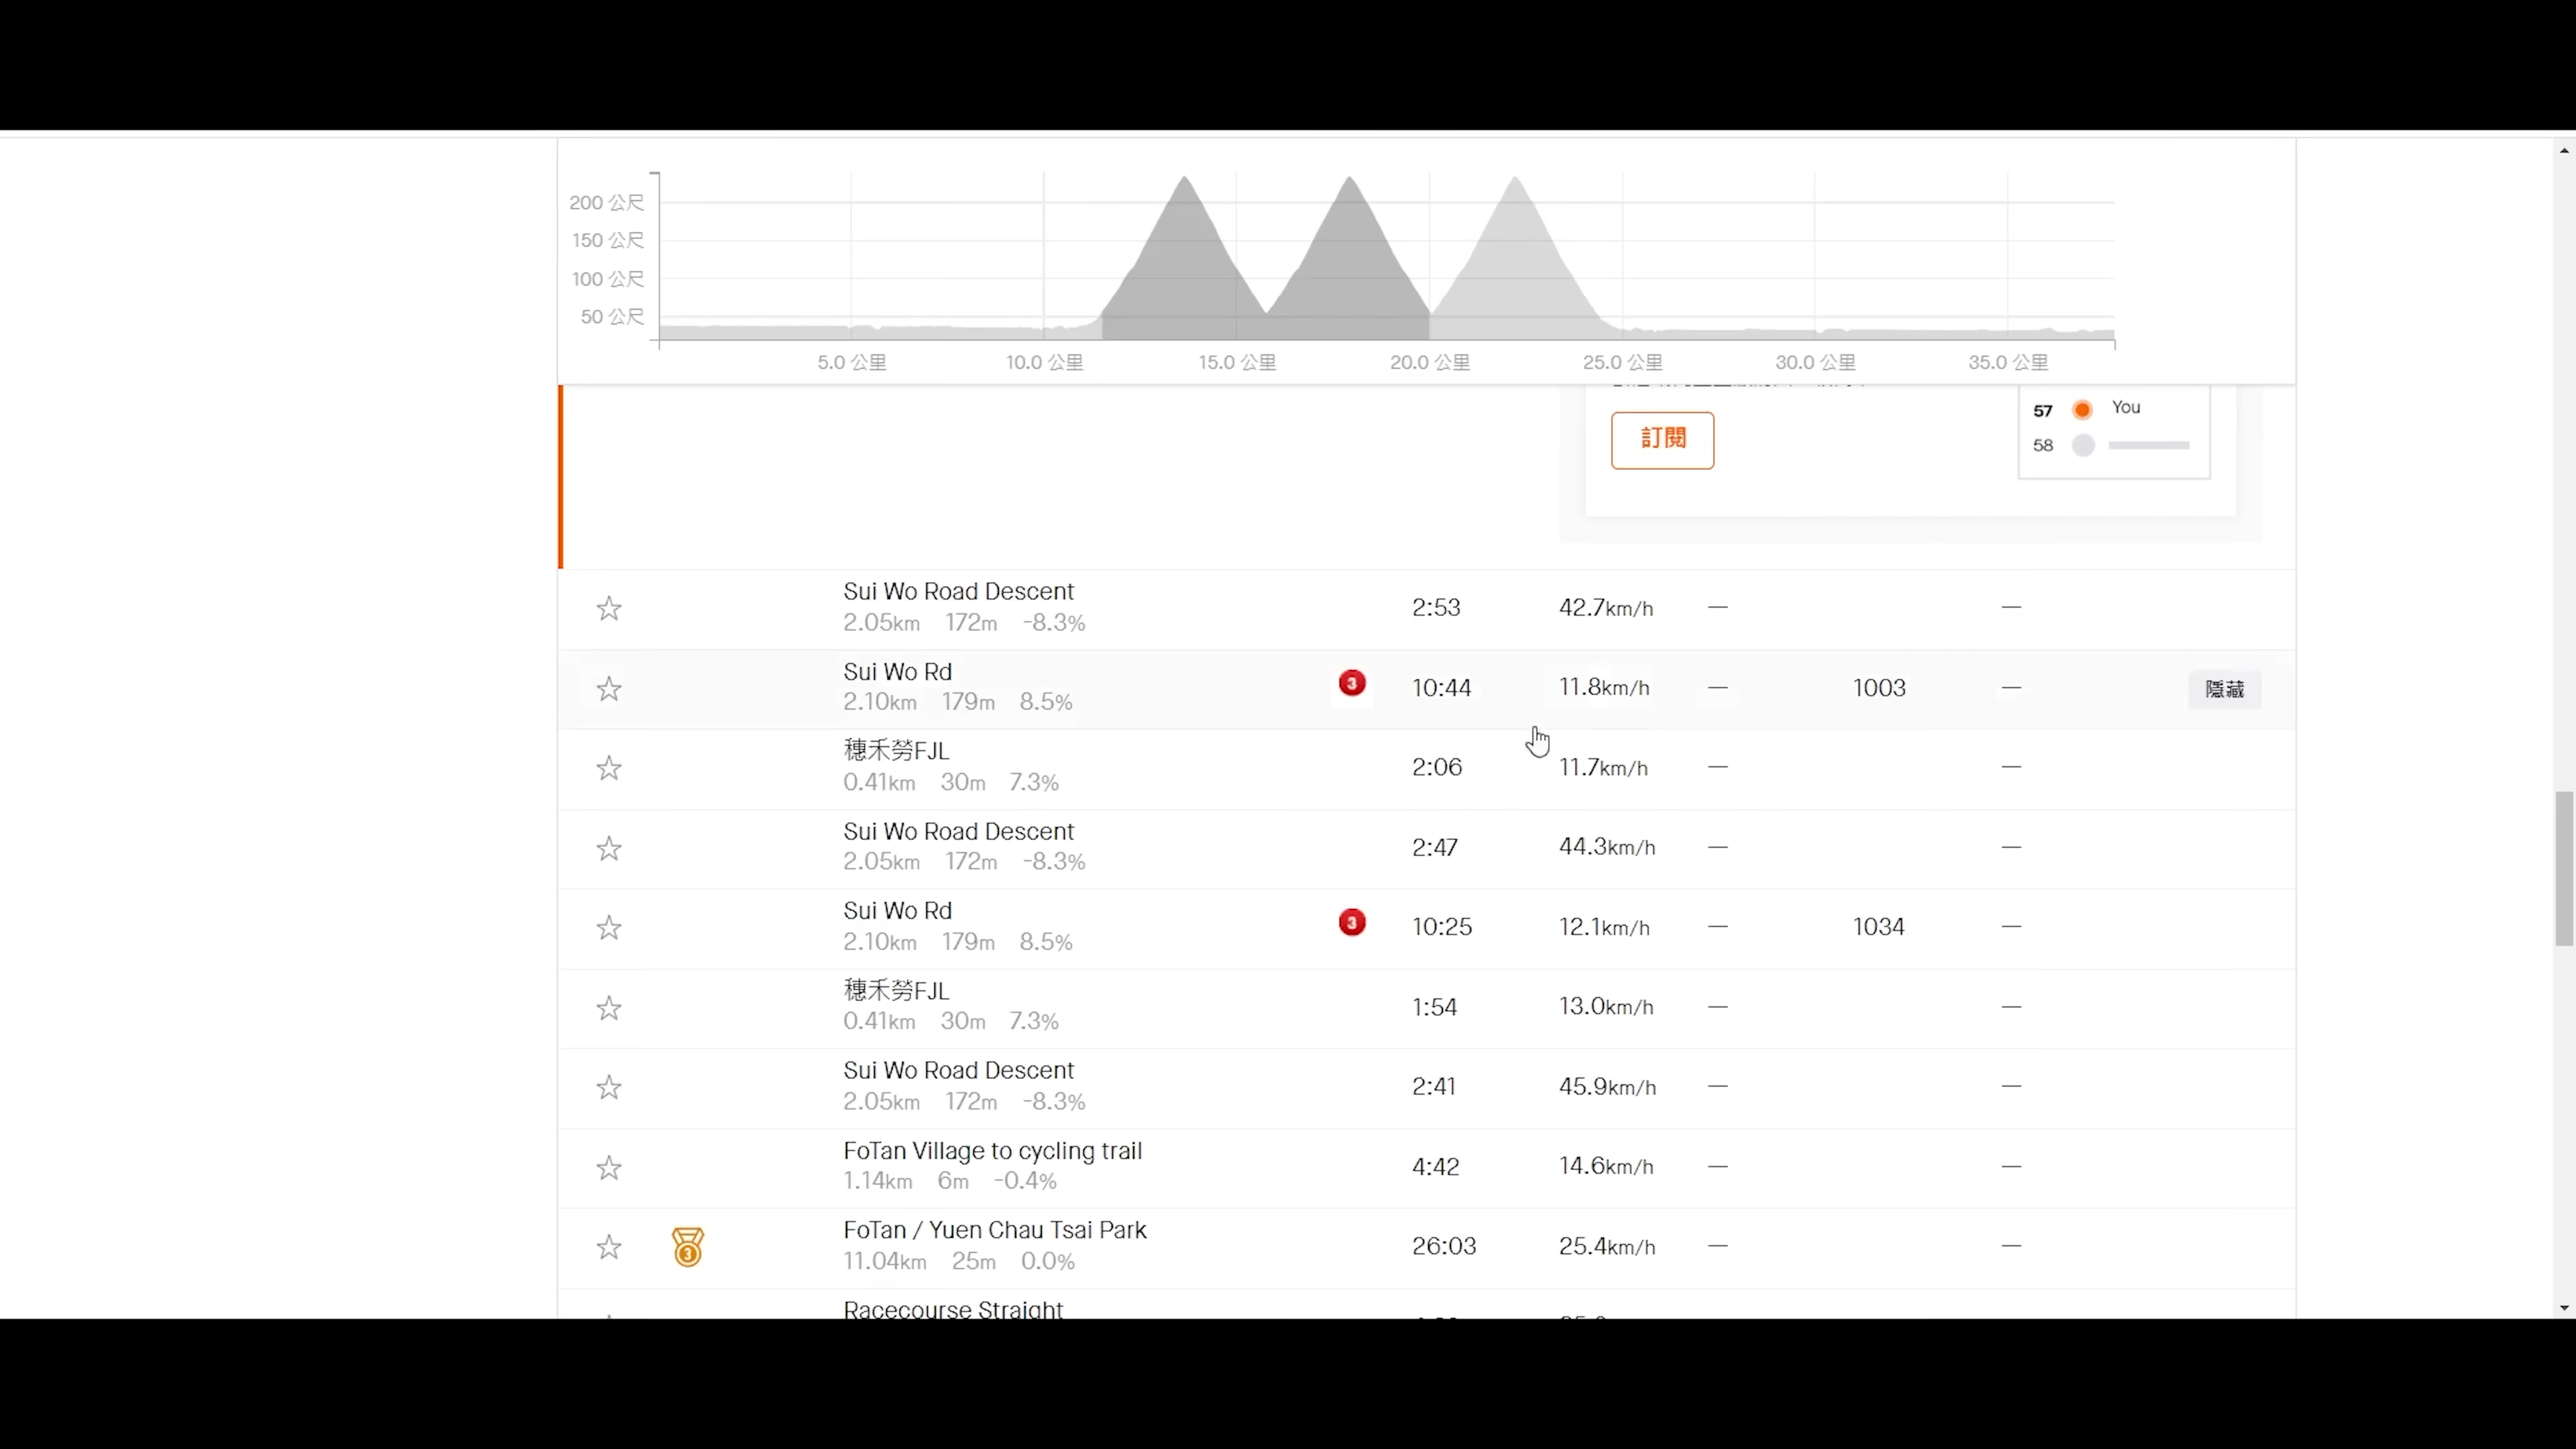 200 公尺
150 公尺
100 公尺
50 公尺
5.0 公里 10.0 公里 15.0 公里 20.0 公里 25.0 公里 30.0 公里 35.0 公里
57 You
訂閱
58
Sui Wo Road Descent
2.05km 172m -8.3%
2:53 42.7km/h — —
Sui Wo Rd
2.10km 179m 8.5%
3 10:44 11.8km/h — 1003 — 隱藏
穗禾勞FJL
0.41km 30m 7.3%
2:06 11.7km/h — —
Sui Wo Road Descent
2.05km 172m -8.3%
2:47 44.3km/h — —
Sui Wo Rd
2.10km 179m 8.5%
3 10:25 12.1km/h — 1034 —
穗禾勞FJL
0.41km 30m 7.3%
1:54 13.0km/h — —
Sui Wo Road Descent
2.05km 172m -8.3%
2:41 45.9km/h — —
FoTan Village to cycling trail
1.14km 6m -0.4%
4:42 14.6km/h — —
3
FoTan / Yuen Chau Tsai Park
11.04km 25m 0.0%
26:03 25.4km/h — —
Racecourse Straight